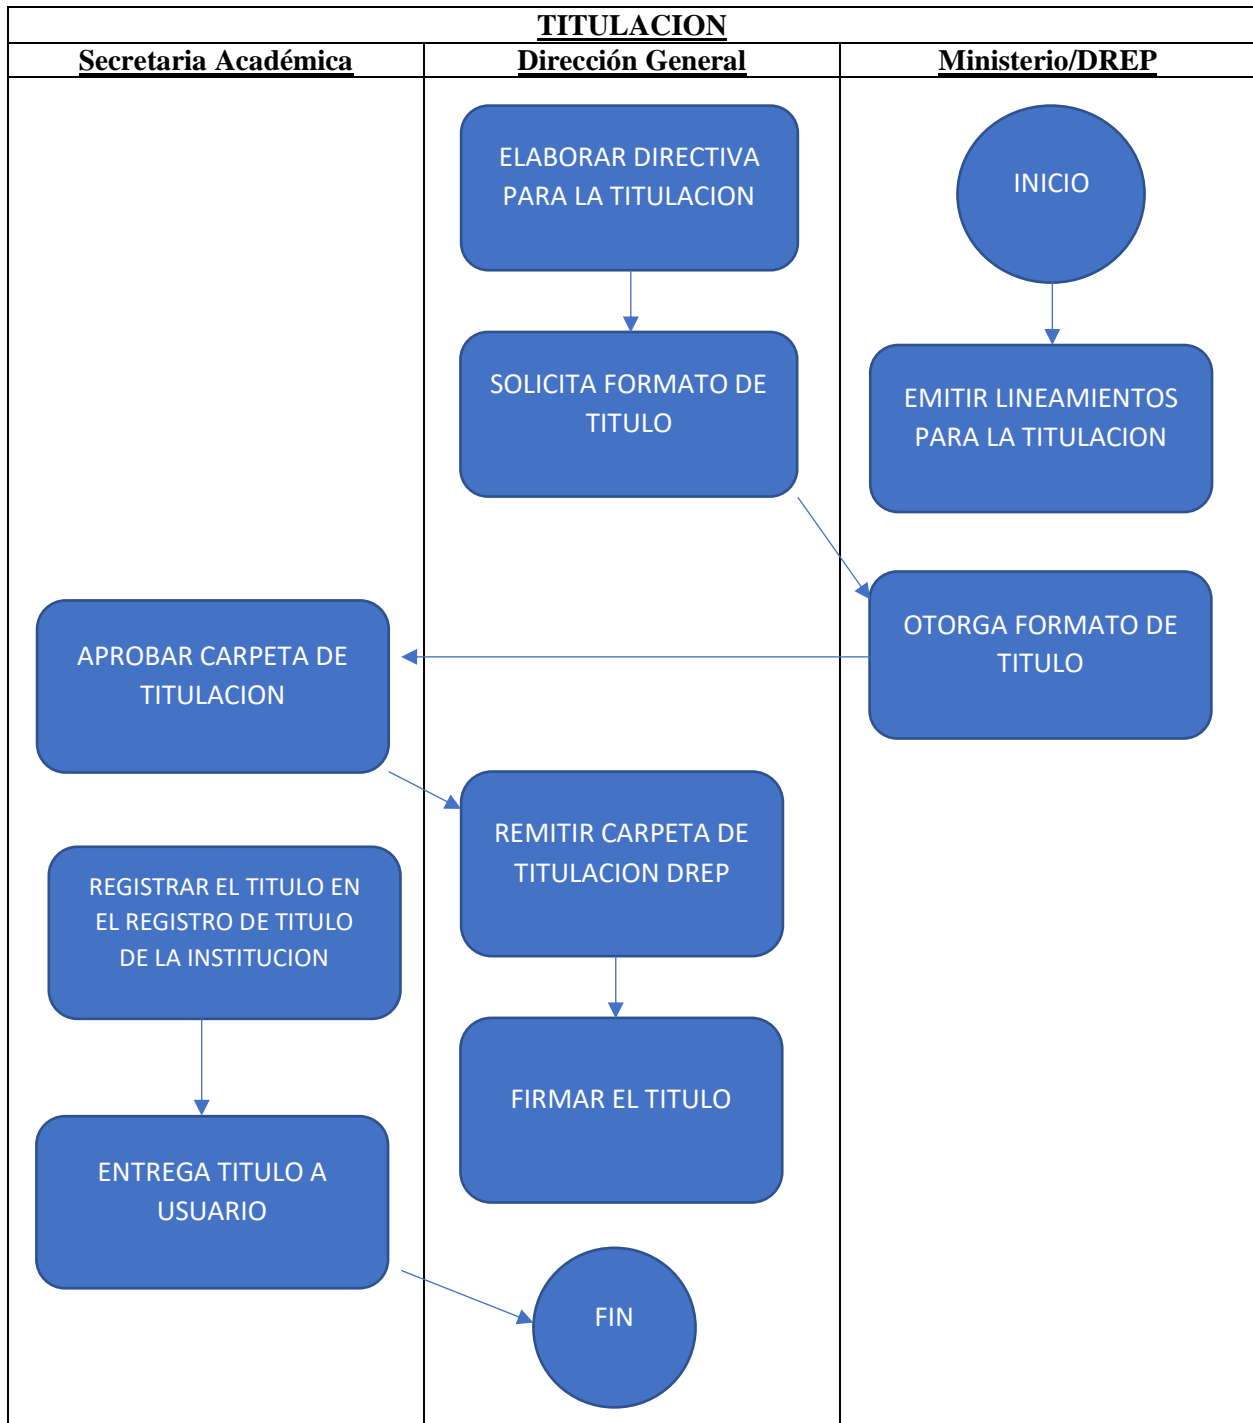 TITULACION
Secretaria Académica
Dirección General
Ministerio/DREP
ELABORAR DIRECTIVA
PARA LA TITULACION
INICIO
SOLICITA FORMATO DE
TITULO
EMITIR LINEAMIENTOS
PARA LA TITULACION
OTORGA FORMATO DE
TITULO
APROBAR CARPETA DE
TITULACION
REMITIR CARPETA DE
TITULACION DREP
REGISTRAR EL TITULO EN
EL REGISTRO DE TITULO
DE LA INSTITUCION
FIRMAR EL TITULO
ENTREGA TITULO A
USUARIO
FIN